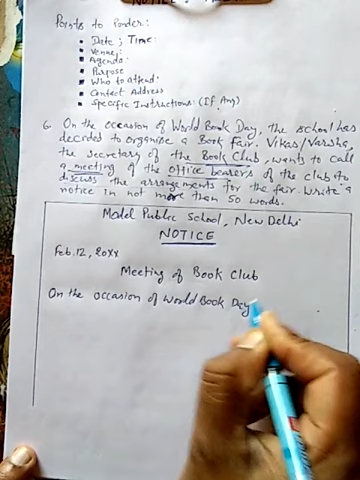 NOTICE:
Points to Ponder:
▪ Date; Time:
▪ Venue:
▪ Agenda:
▪ Purpose
▪ Who to attend:
▪ Contact Address
▪ Specific Instructions: (If Any)
6. On the occasion of World Book Day, the school has
decided to organise a Book fair. Vikas/Varsha,
the secretary of the Book Club, wants to call
a meeting of the office bearers of the club to
discuss the arrangements for the fair. Write a
notice in not more than 50 words.
Model Public School, New Delhi
NOTICE
Feb. 12, 20xx
Meeting of Book Club
On the occasion of World Book Day